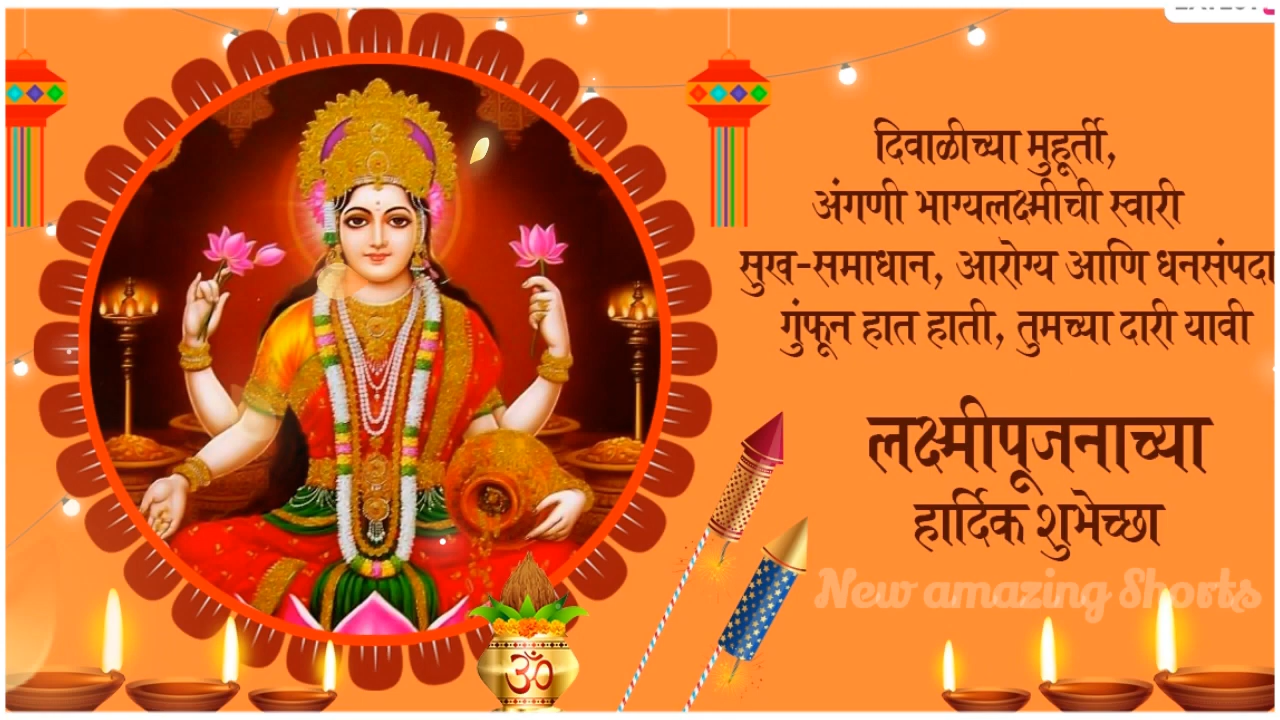 दिवाळीच्या मुहूर्ती,
अंगणी भाग्यलक्ष्मीची स्वारी
सुख-समाधान, आरोग्य आणि धनसंपदा
गुंफून हात हाती, तुमच्या दारी यावी
लक्ष्मीपूजनाच्या
हार्दिक शुभेच्छा
New amazing Shorts
ॐ